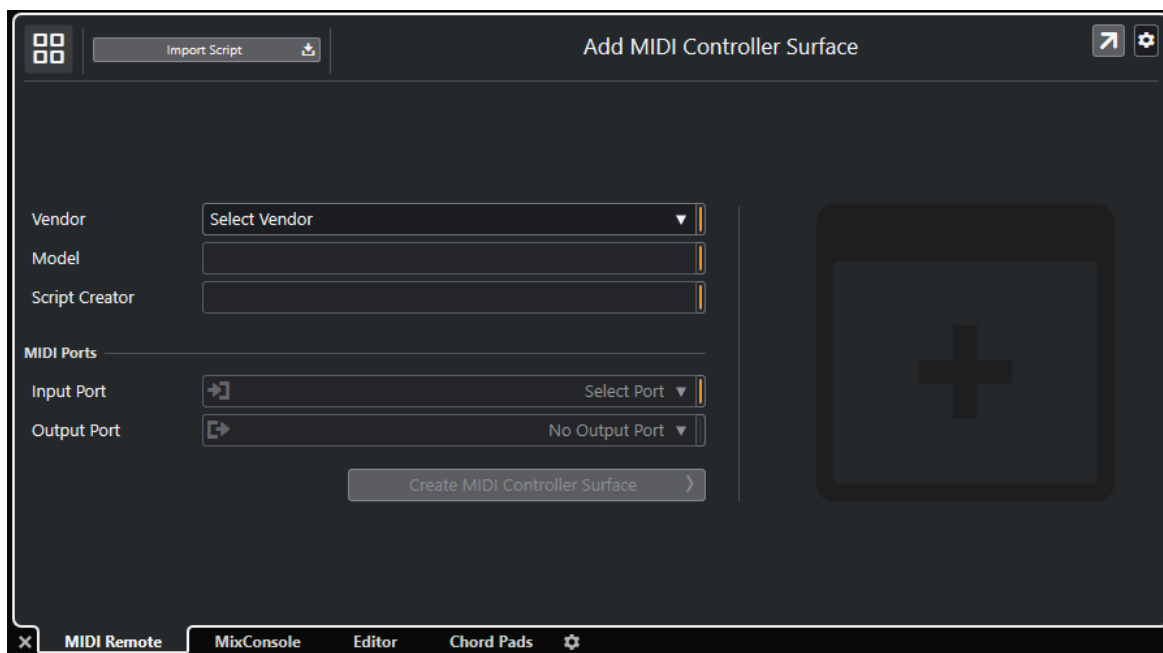 Import Script
Add MIDI Controller Surface
Vendor
Select Vendor
Model
Script Creator
MIDI Ports
Input Port
Select Port
Output Port
No Output Port
Create MIDI Controller Surface
MIDI Remote
MixConsole
Editor
Chord Pads